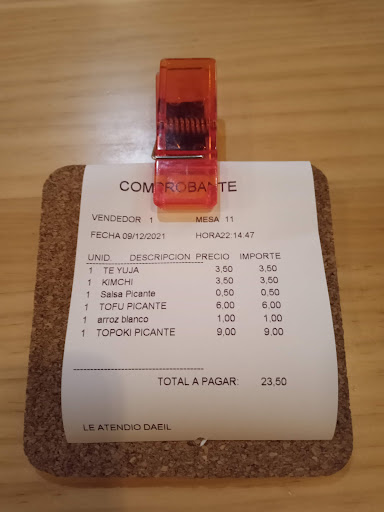 COMPROBANTE
VENDEDOR 1 MESA 11
FECHA 09/12/2021 HORA22:14:47
UNID. DESCRIPCION PRECIO IMPORTE
1 TE YUJA 3,50 3,50
1 KIMCHI 3,50 3,50
1 Salsa Picante 0,50 0,50
1 TOFU PICANTE 6,00 6,00
1 arroz blanco 1,00 1,00
1 TOPOKI PICANTE 9,00 9,00
TOTAL A PAGAR: 23,50
LE ATENDIO DAEIL